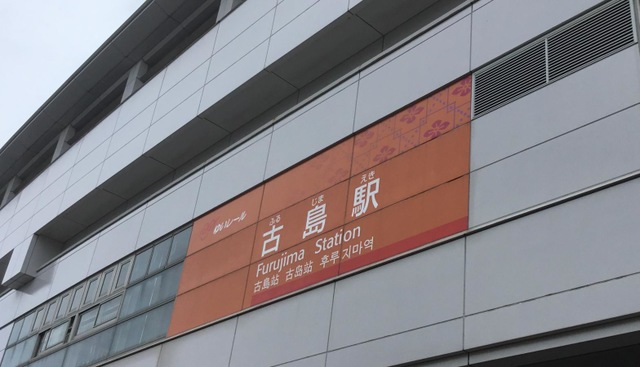 ゆいレール
ふる じま えき
古島駅
Furujima Station
古島站 古岛站 후루지마역